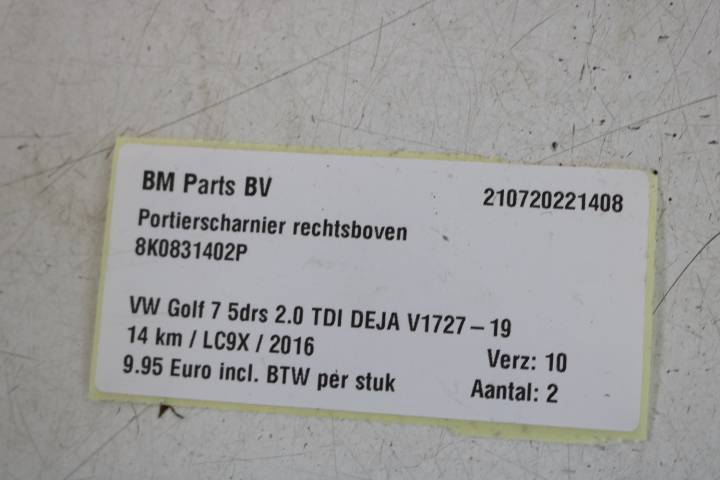 BM Parts BV 210720221408
Portierscharnier rechtsboven
8K0831402P
VW Golf 7 5drs 2.0 TDI DEJA V1727 – 19
14 km / LC9X / 2016 Verz: 10
9.95 Euro incl. BTW per stuk Aantal: 2